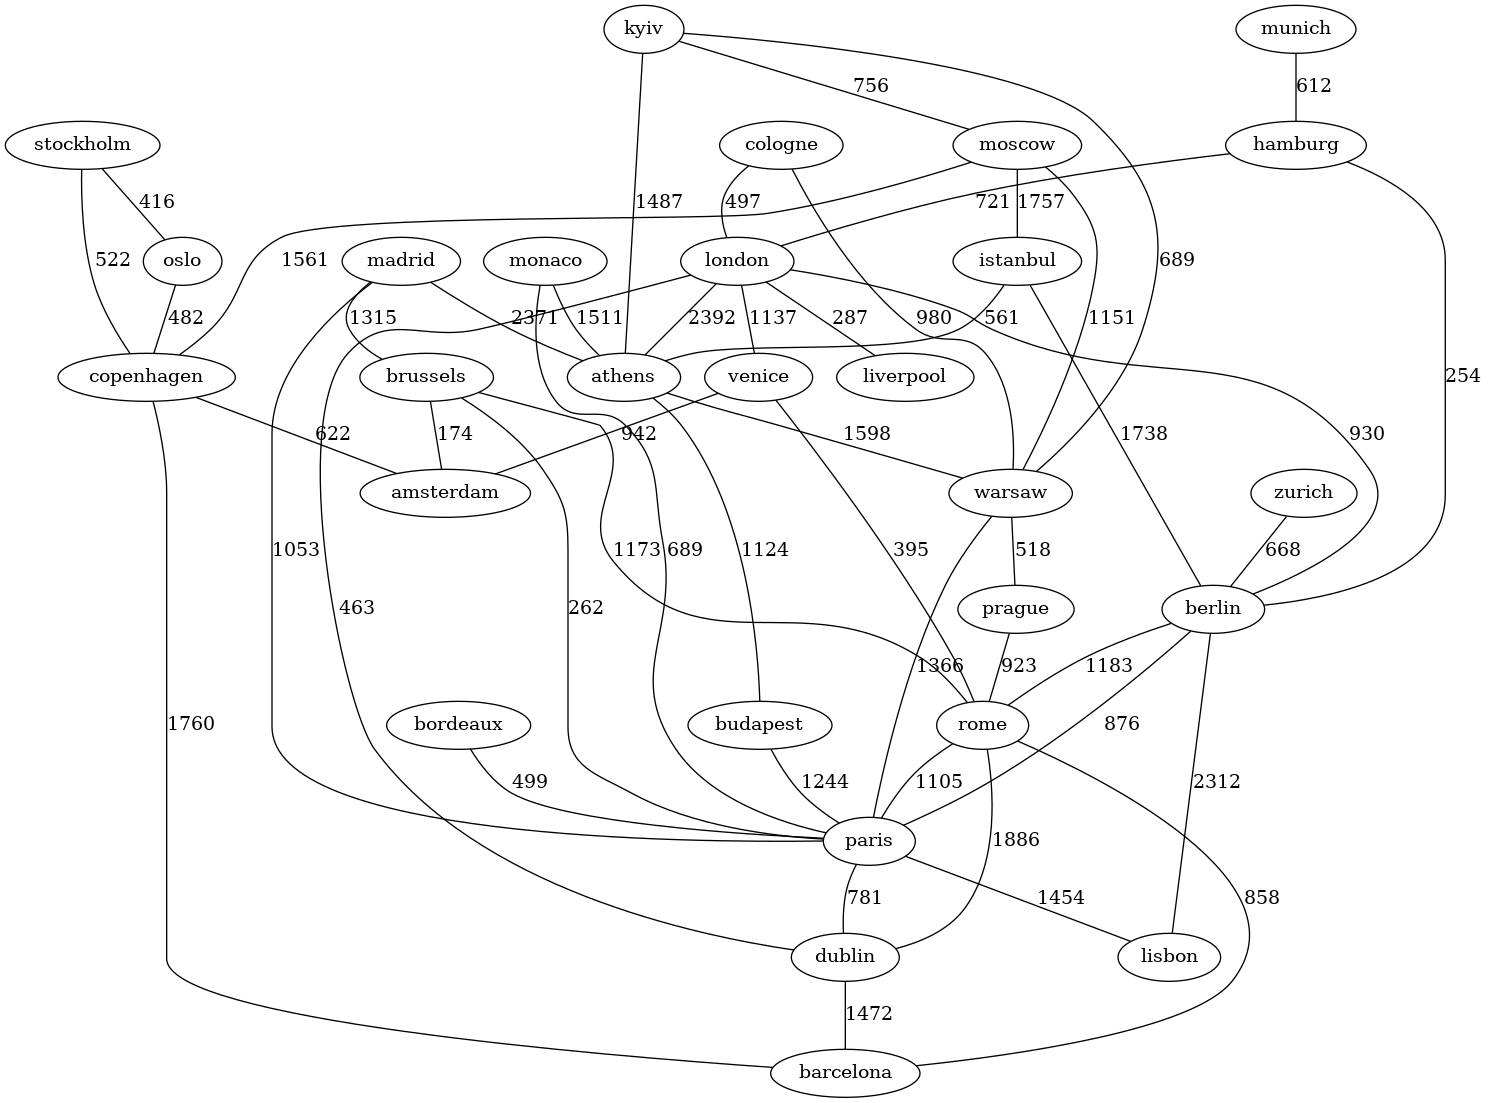 kyiv munich
756 612
stockholm cologne moscow hamburg
416 1487 497 721 1757
522 oslo 1561 madrid monaco london istanbul 689
482 1315 2371 1511 2392 1137 287 980 561 1151
copenhagen brussels athens venice liverpool 254
622 174 942 1598 1738 930
amsterdam warsaw zurich
1053 1173 689 1124 395 518 668
463 262 prague berlin
1366 923 1183
1760 bordeaux budapest rome 876
499 1244 1105 2312
paris 1886
781 1454 858
dublin lisbon
1472
barcelona